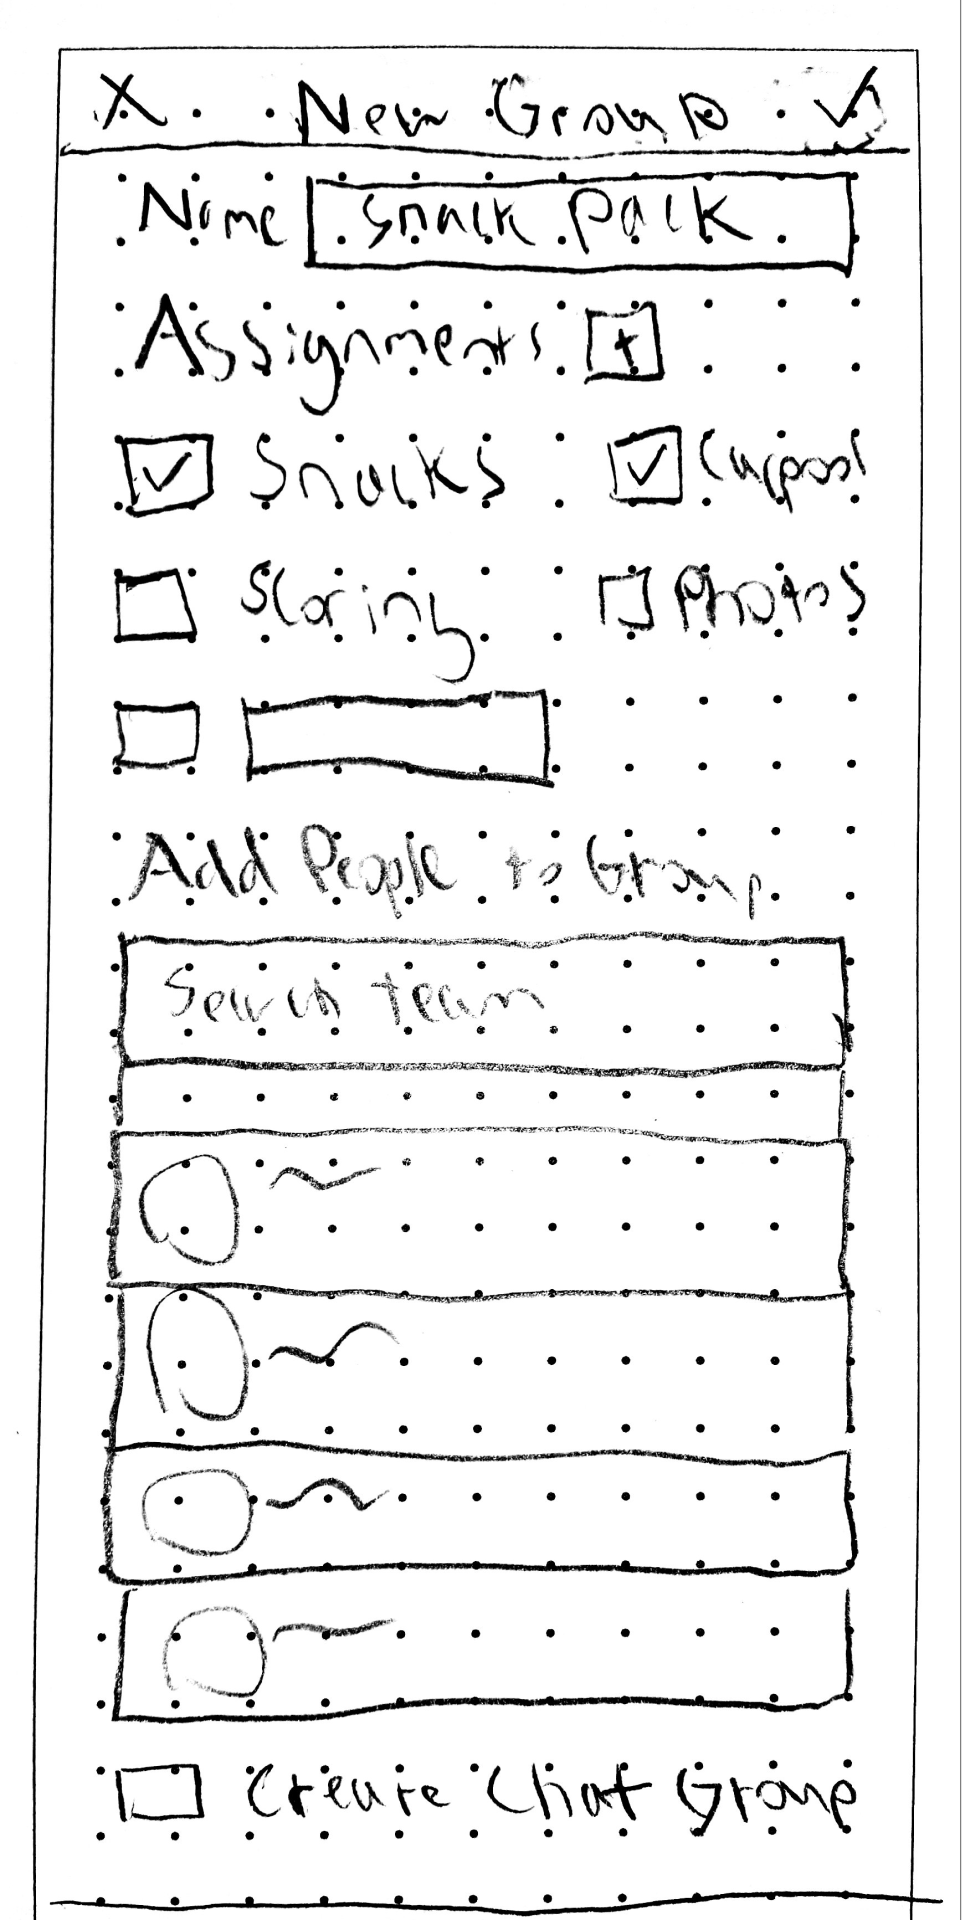 X New Group ✓
Name Snack Pack
Assignments +
Snacks Carpool
Scoring Photos
Add People to Group
Search team
Create Chat Group